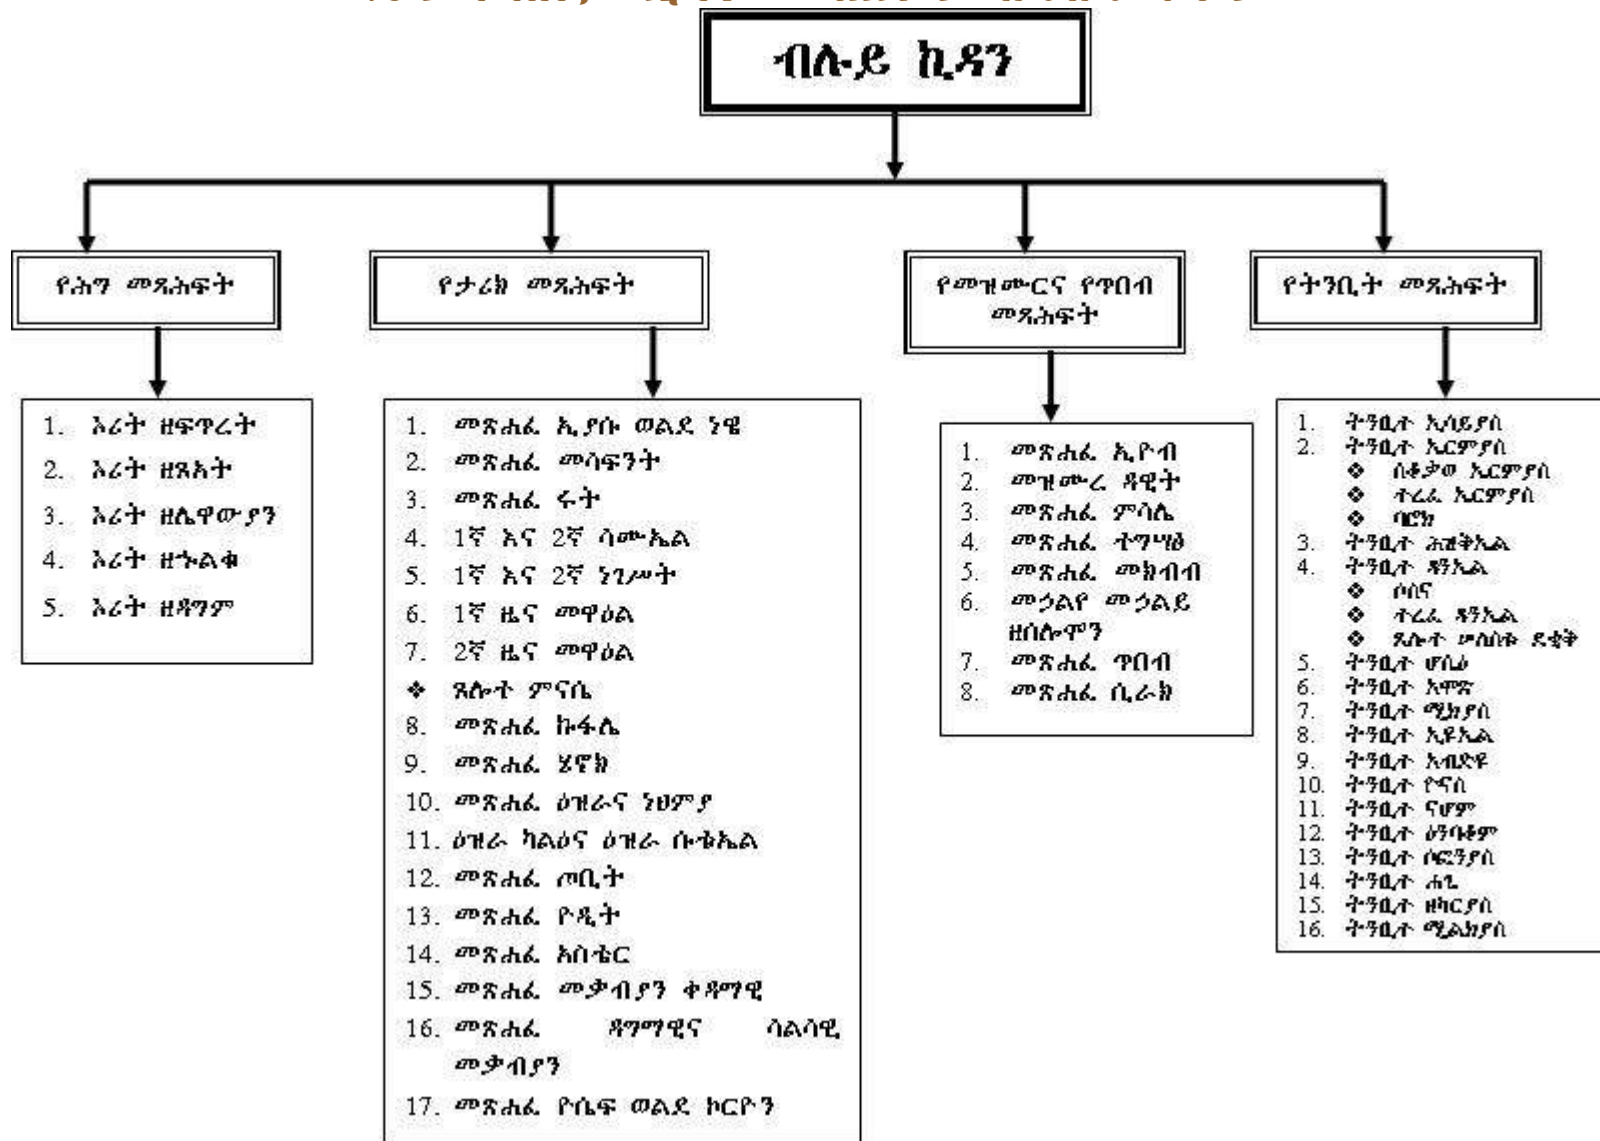 ብሉይ ኪዳን
የሕግ መጻሕፍት
የታሪክ መጻሕፍት
የመዝሙርና የጥበብ
መጻሕፍት
የትንቢት መጻሕፍት
1. ኦሪት ዘፍጥረት
2. ኦሪት ዘጸአት
3. ኦሪት ዘሌዋውያን
4. ኦሪት ዘኍልቁ
5. ኦሪት ዘዳግም
1. መጽሐፈ ኢያሱ ወልደ ነዌ
2. መጽሐፈ መሳፍንት
3. መጽሐፈ ሩት
4. 1ኛ እና 2ኛ ሳሙኤል
5. 1ኛ እና 2ኛ ነገሥት
6. 1ኛ ዜና መዋዕል
7. 2ኛ ዜና መዋዕል
❖ ጸሎተ ምናሴ
8. መጽሐፈ ኩፋሌ
9. መጽሐፈ ሄኖክ
10. መጽሐፈ ዕዝራና ነህምያ
11. ዕዝራ ካልዕና ዕዝራ ሱቱኤል
12. መጽሐፈ ጦቢት
13. መጽሐፈ ዮዲት
14. መጽሐፈ አስቴር
15. መጽሐፈ መቃብያን ቀዳማዊ
16. መጽሐፈ ዳግማዊና ሳልሳዊ
መቃብያን
17. መጽሐፈ ዮሴፍ ወልደ ኮርዮን
1. መጽሐፈ ኢዮብ
2. መዝሙረ ዳዊት
3. መጽሐፈ ምሳሌ
4. መጽሐፈ ተግሣፅ
5. መጽሐፈ መክብብ
6. መኃልየ መኃልይ
ዘሰሎሞን
7. መጽሐፈ ጥበብ
8. መጽሐፈ ሲራክ
1. ትንቢተ ኢሳይያስ
2. ትንቢተ ኤርምያስ
❖ ሰቆቃወ ኤርምያስ
❖ ተረፈ ኤርምያስ
❖ ባሮክ
3. ትንቢተ ሕዝቅኤል
4. ትንቢተ ዳንኤል
❖ ሶስና
❖ ተረፈ ዳንኤል
❖ ጸሎተ ሠለስቱ ደቂቅ
5. ትንቢተ ሆሴዕ
6. ትንቢተ አሞጽ
7. ትንቢተ ሚክያስ
8. ትንቢተ ኢዩኤል
9. ትንቢተ አብድዩ
10. ትንቢተ ዮናስ
11. ትንቢተ ናሆም
12. ትንቢተ ዕንባቆም
13. ትንቢተ ሶፎንያስ
14. ትንቢተ ሐጌ
15. ትንቢተ ዘካርያስ
16. ትንቢተ ሚልክያስ